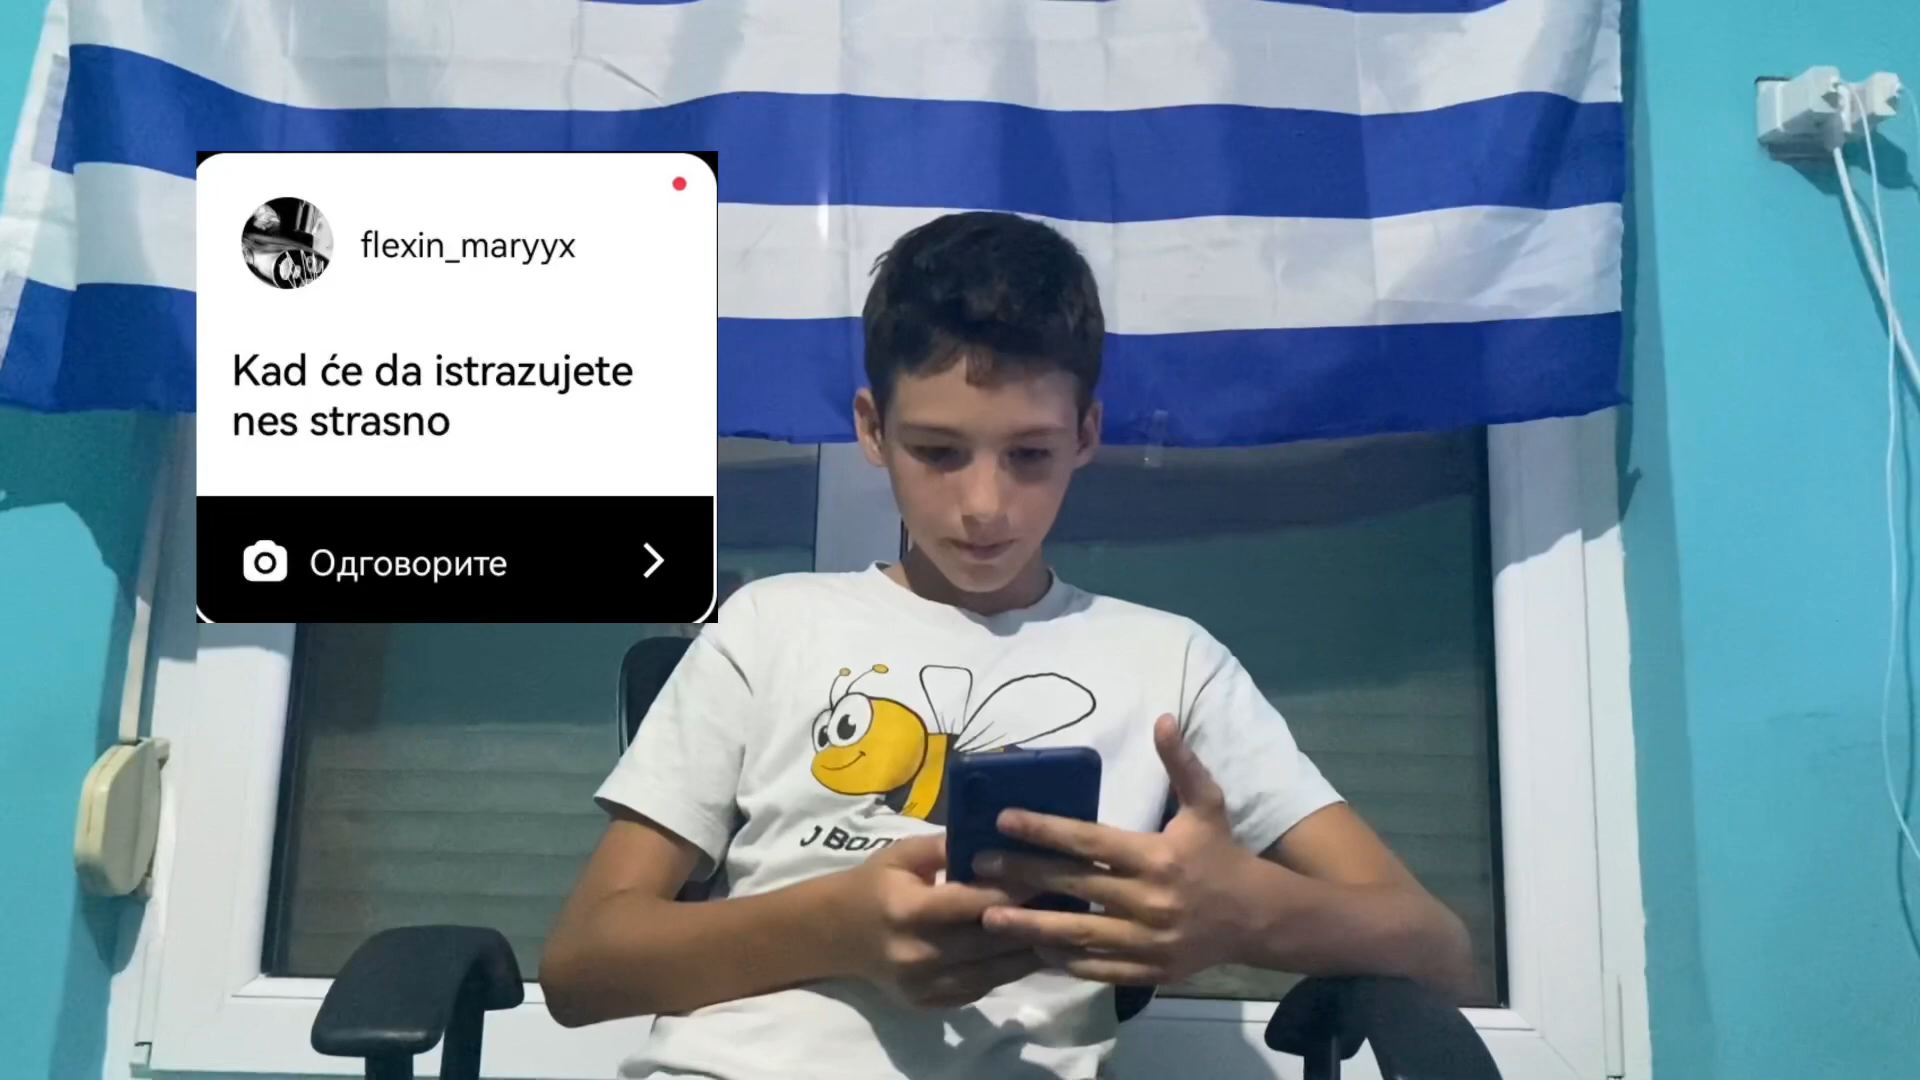 flexin_maryyx
Kad će da istrazujete
nes strasno
Одговорите